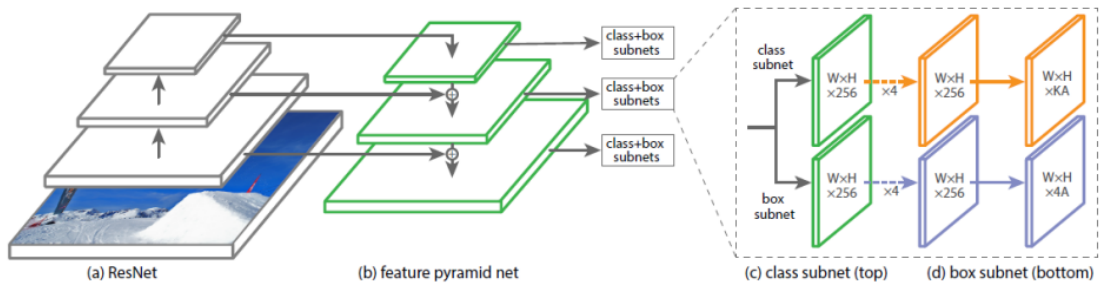 class+box
subnets
class+box
subnets
class+box
subnets
class
subnet
W×H
×256
×4
W×H
×256
W×H
×KA
box
subnet
W×H
×256
×4
W×H
×256
W×H
×4A
(a) ResNet
(b) feature pyramid net
(c) class subnet (top)
(d) box subnet (bottom)